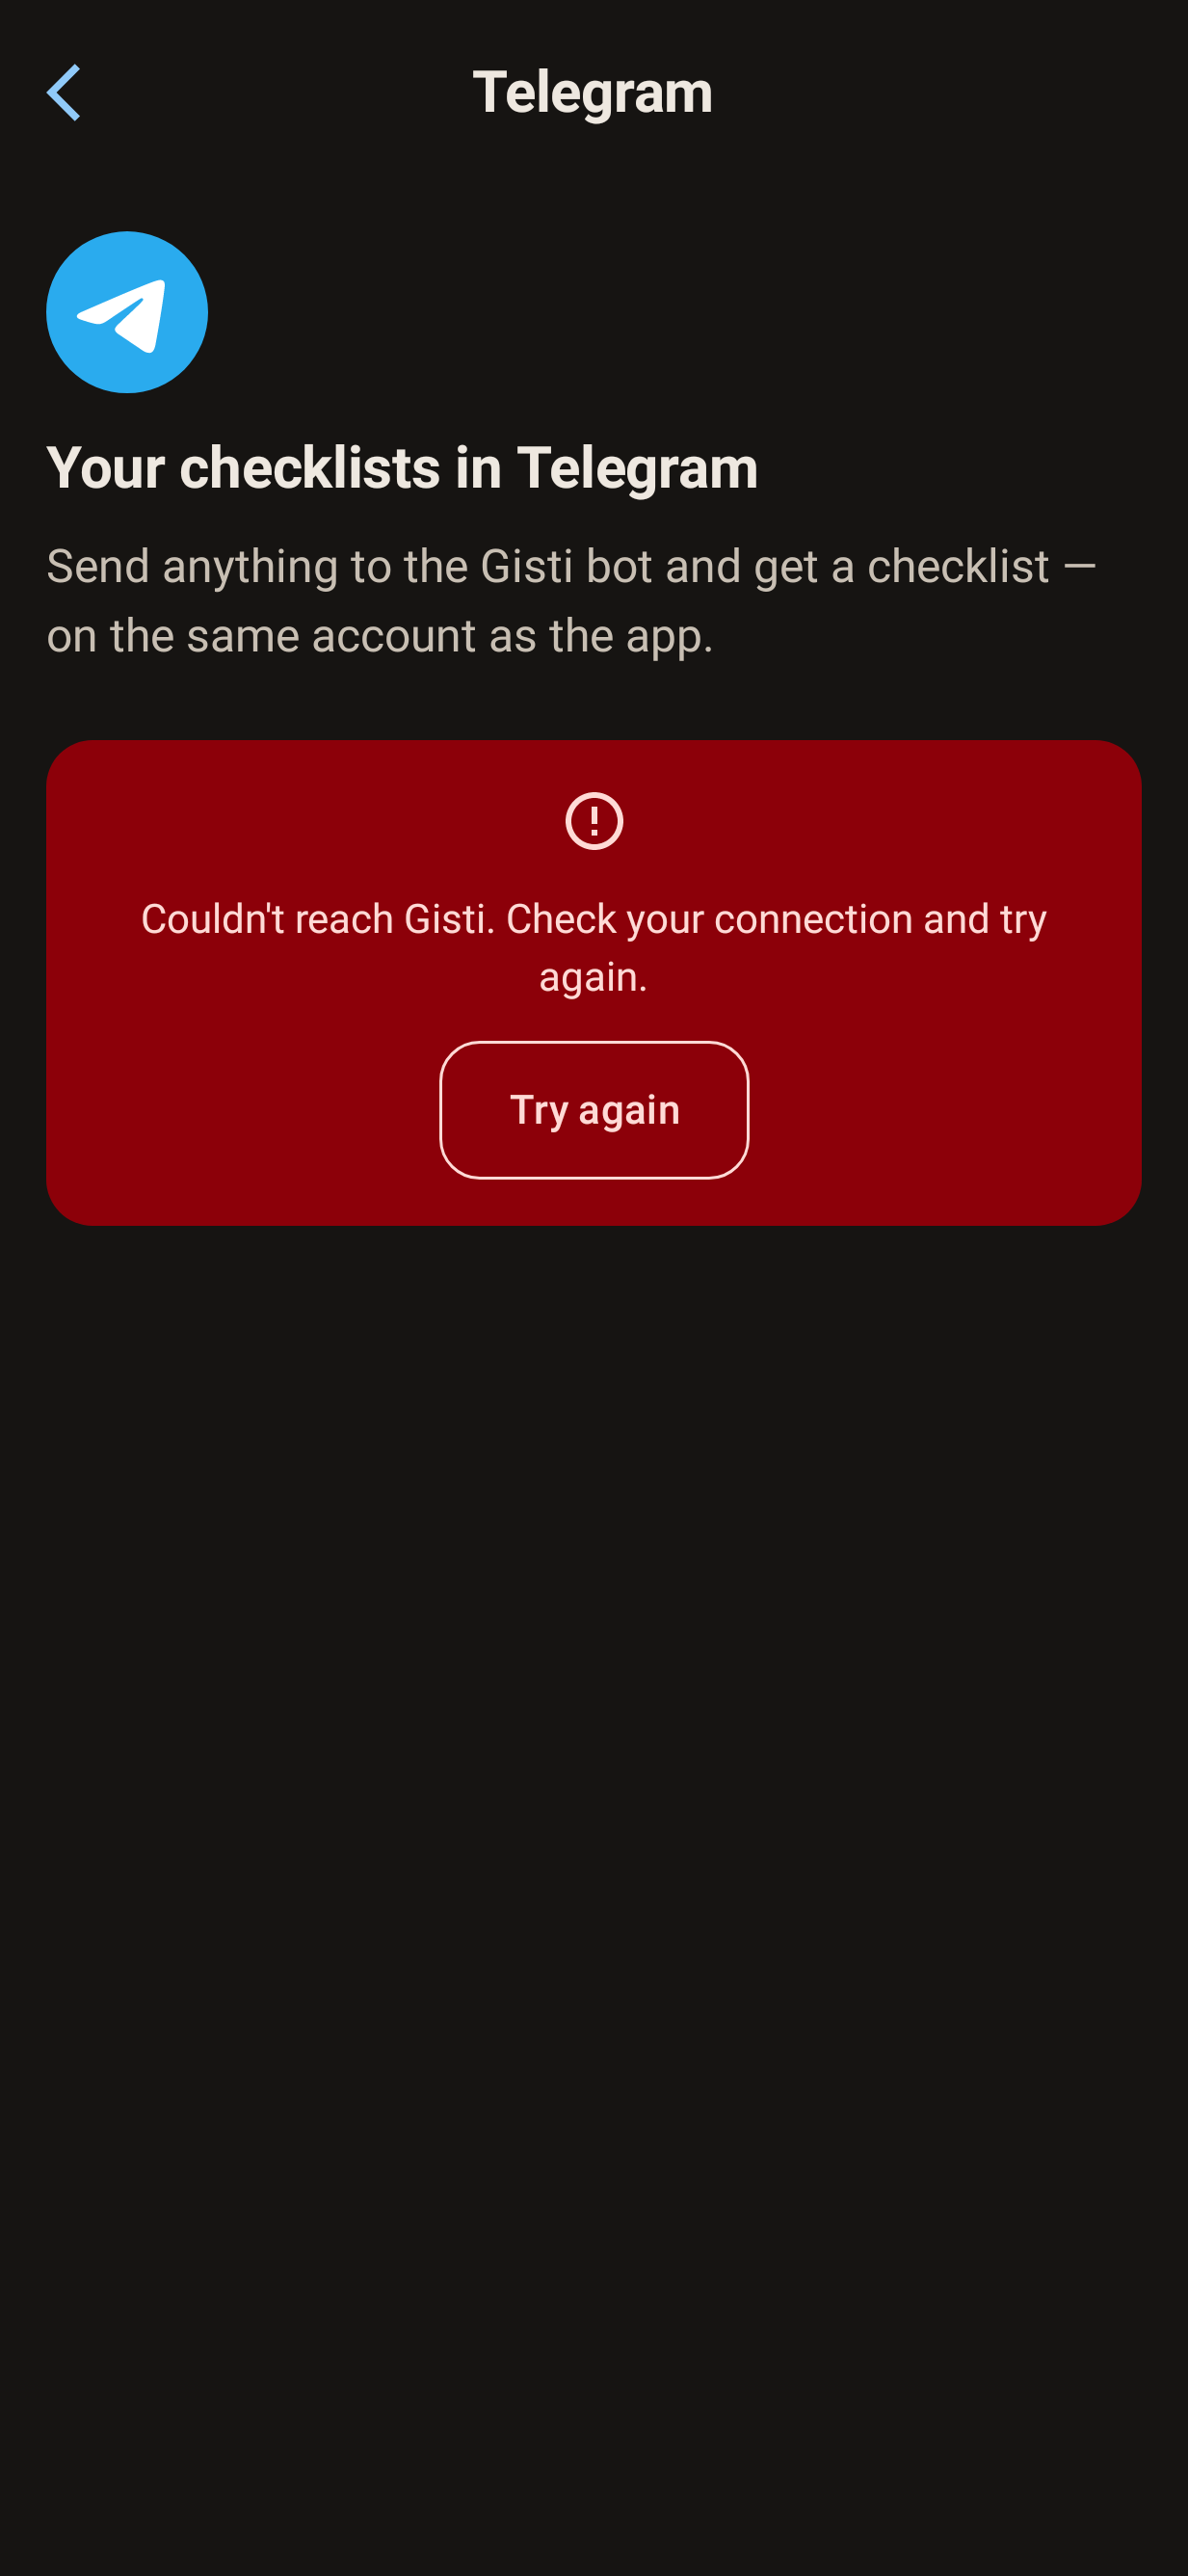 Telegram
Your checklists in Telegram
Send anything to the Gisti bot and get a checklist —
on the same account as the app.
Couldn't reach Gisti. Check your connection and try
again.
Try again